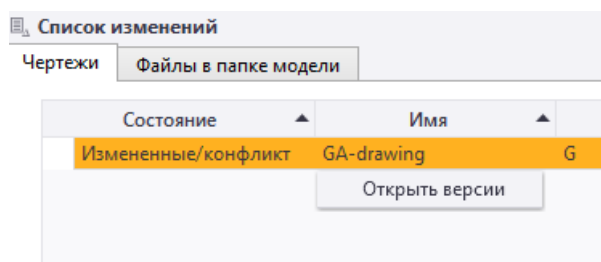 Список изменений
Чертежи Файлы в папке модели
Состояние Имя
Измененные/конфликт GA-drawing G
Открыть версии